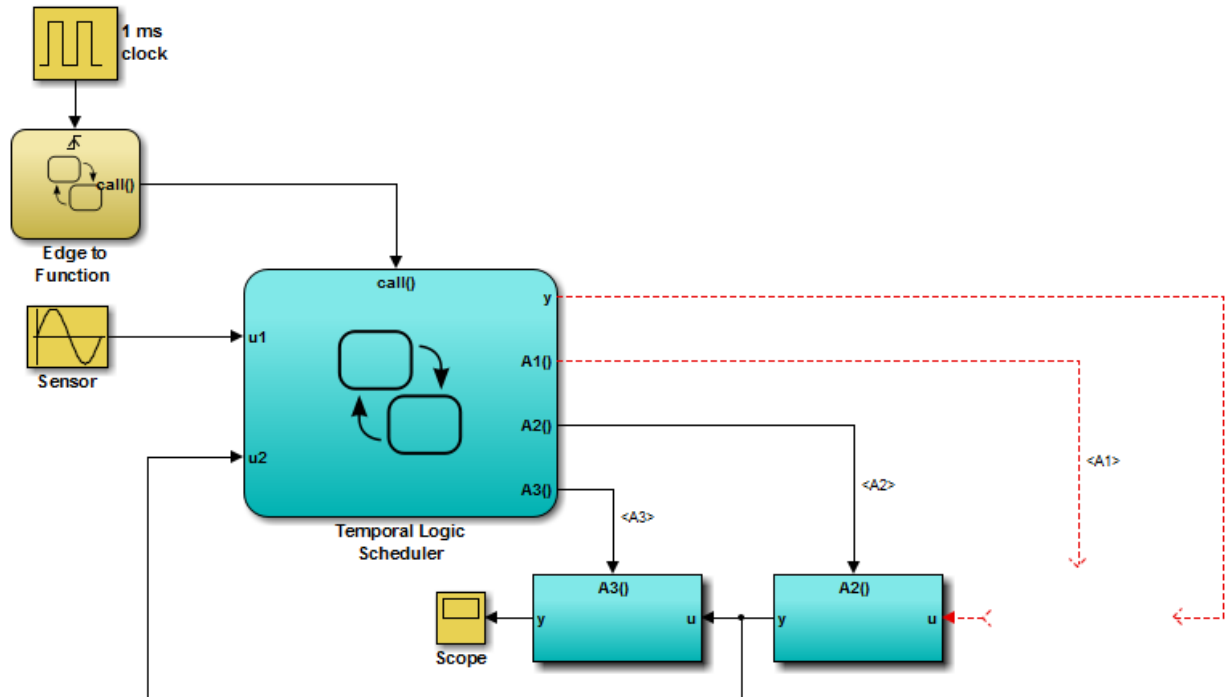 1 ms
clock
call()
Edge to
Function
call()
y
u1
Sensor
A1()
A2()
u2
<A1>
<A2>
A3()
<A3>
Temporal Logic
Scheduler
A3()
A2()
y
u
y
u
Scope